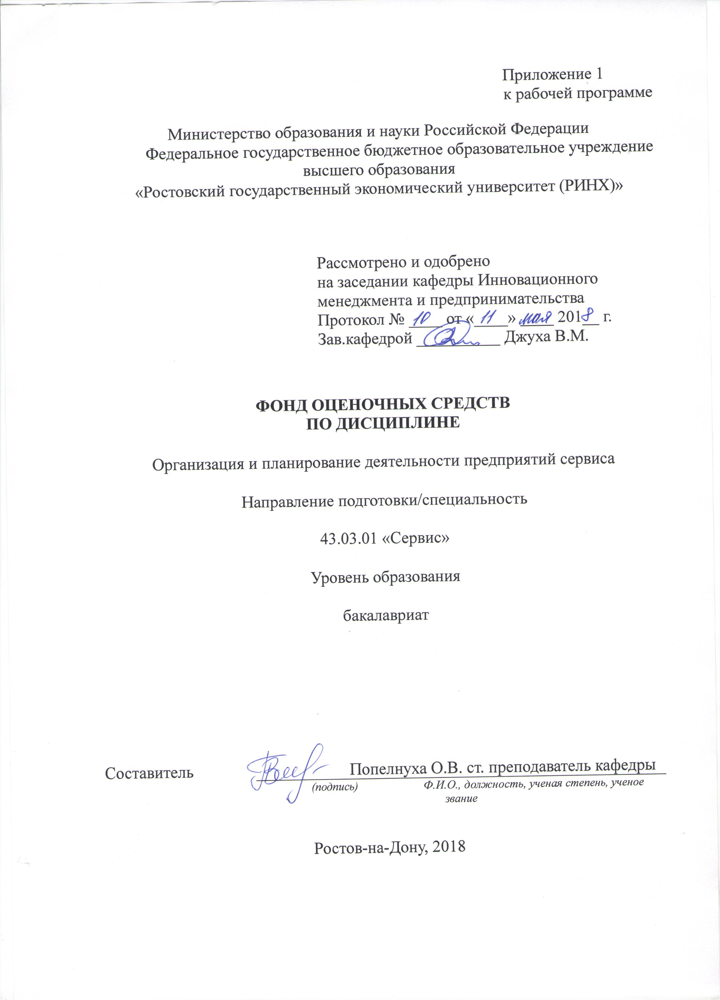 Приложение 1
к рабочей программе
Министерство образования и науки Российской Федерации
Федеральное государственное бюджетное образовательное учреждение
высшего образования
«Ростовский государственный экономический университет (РИНХ)»
Рассмотрено и одобрено
на заседании кафедры Инновационного
менеджмента и предпринимательства
Протокол № 10 от « 11 » мая 2018 г.
Зав.кафедрой Джуха В.М.
ФОНД ОЦЕНОЧНЫХ СРЕДСТВ
ПО ДИСЦИПЛИНЕ
Организация и планирование деятельности предприятий сервиса
Направление подготовки/специальность
43.03.01 «Сервис»
Уровень образования
бакалавриат
Составитель Попелнуха О.В. ст. преподаватель кафедры
(подпись) Ф.И.О., должность, ученая степень, ученое
звание
Ростов-на-Дону, 2018